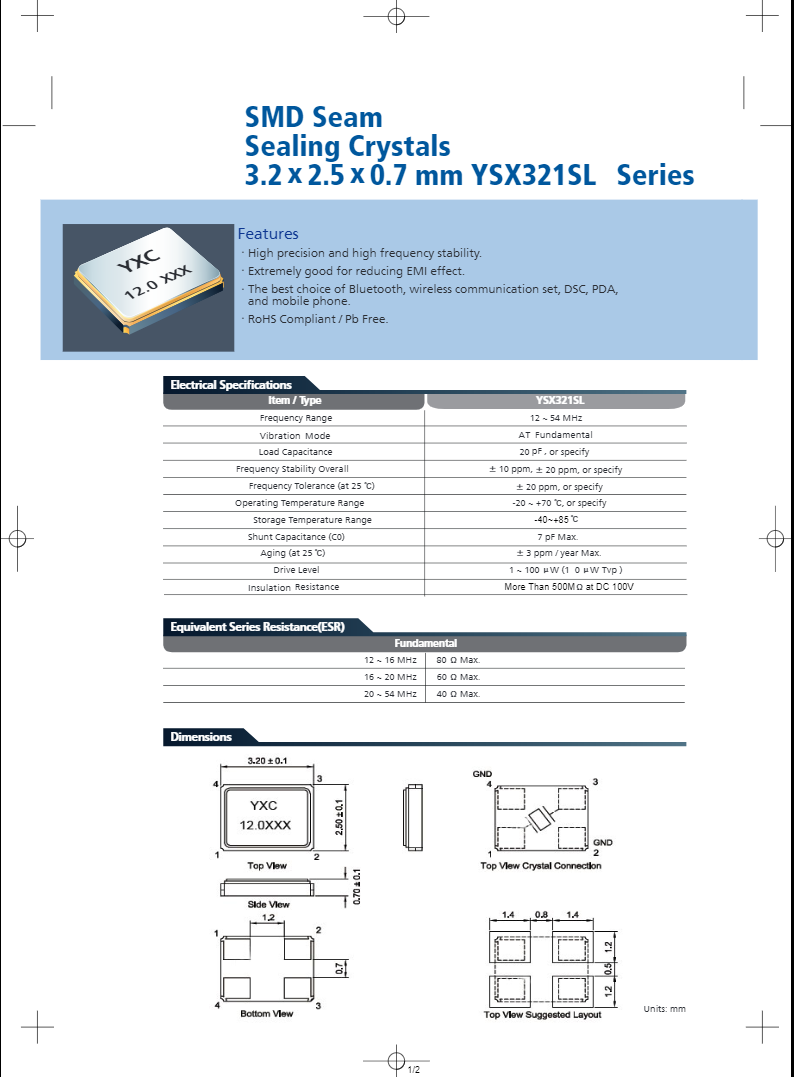 SMD Seam
Sealing Crystals
3.2 x 2.5 x 0.7 mm YSX321SL Series
YXC
12.0 XXX
Features
· High precision and high frequency stability.
· Extremely good for reducing EMI effect.
· The best choice of Bluetooth, wireless communication set, DSC, PDA,
and mobile phone.
· RoHS Compliant / Pb Free.
Electrical Specifications
Item / Type YSX321SL
Frequency Range 12 ~ 54 MHz
Vibration Mode AT Fundamental
Load Capacitance 20 pF , or specify
Frequency Stability Overall ± 10 ppm, ± 20 ppm, or specify
Frequency Tolerance (at 25 ℃) ± 20 ppm, or specify
Operating Temperature Range -20 ~ +70 ℃, or specify
Storage Temperature Range -40~+85 ℃
Shunt Capacitance (C0) 7 pF Max.
Aging (at 25 ℃) ± 3 ppm / year Max.
Drive Level 1 ~ 100 μW (1 0 μW Typ )
Insulation Resistance More Than 500MΩ at DC 100V
Equivalent Series Resistance(ESR)
Fundamental
12 ~ 16 MHz 80 Ω Max.
16 ~ 20 MHz 60 Ω Max.
20 ~ 54 MHz 40 Ω Max.
Dimensions
3.20 ± 0.1
4 3
YXC
12.0XXX
2.50 ± 0.1
1 2
Top View
GND
4 3
GND
1 2
Top View Crystal Connection
0.70 ± 0.1
Side View
1.2
1 2
0.7
4 3
Bottom View
1.4 0.8 1.4
1.2
0.5
1.2
Top View Suggested Layout
Units: mm
1/2